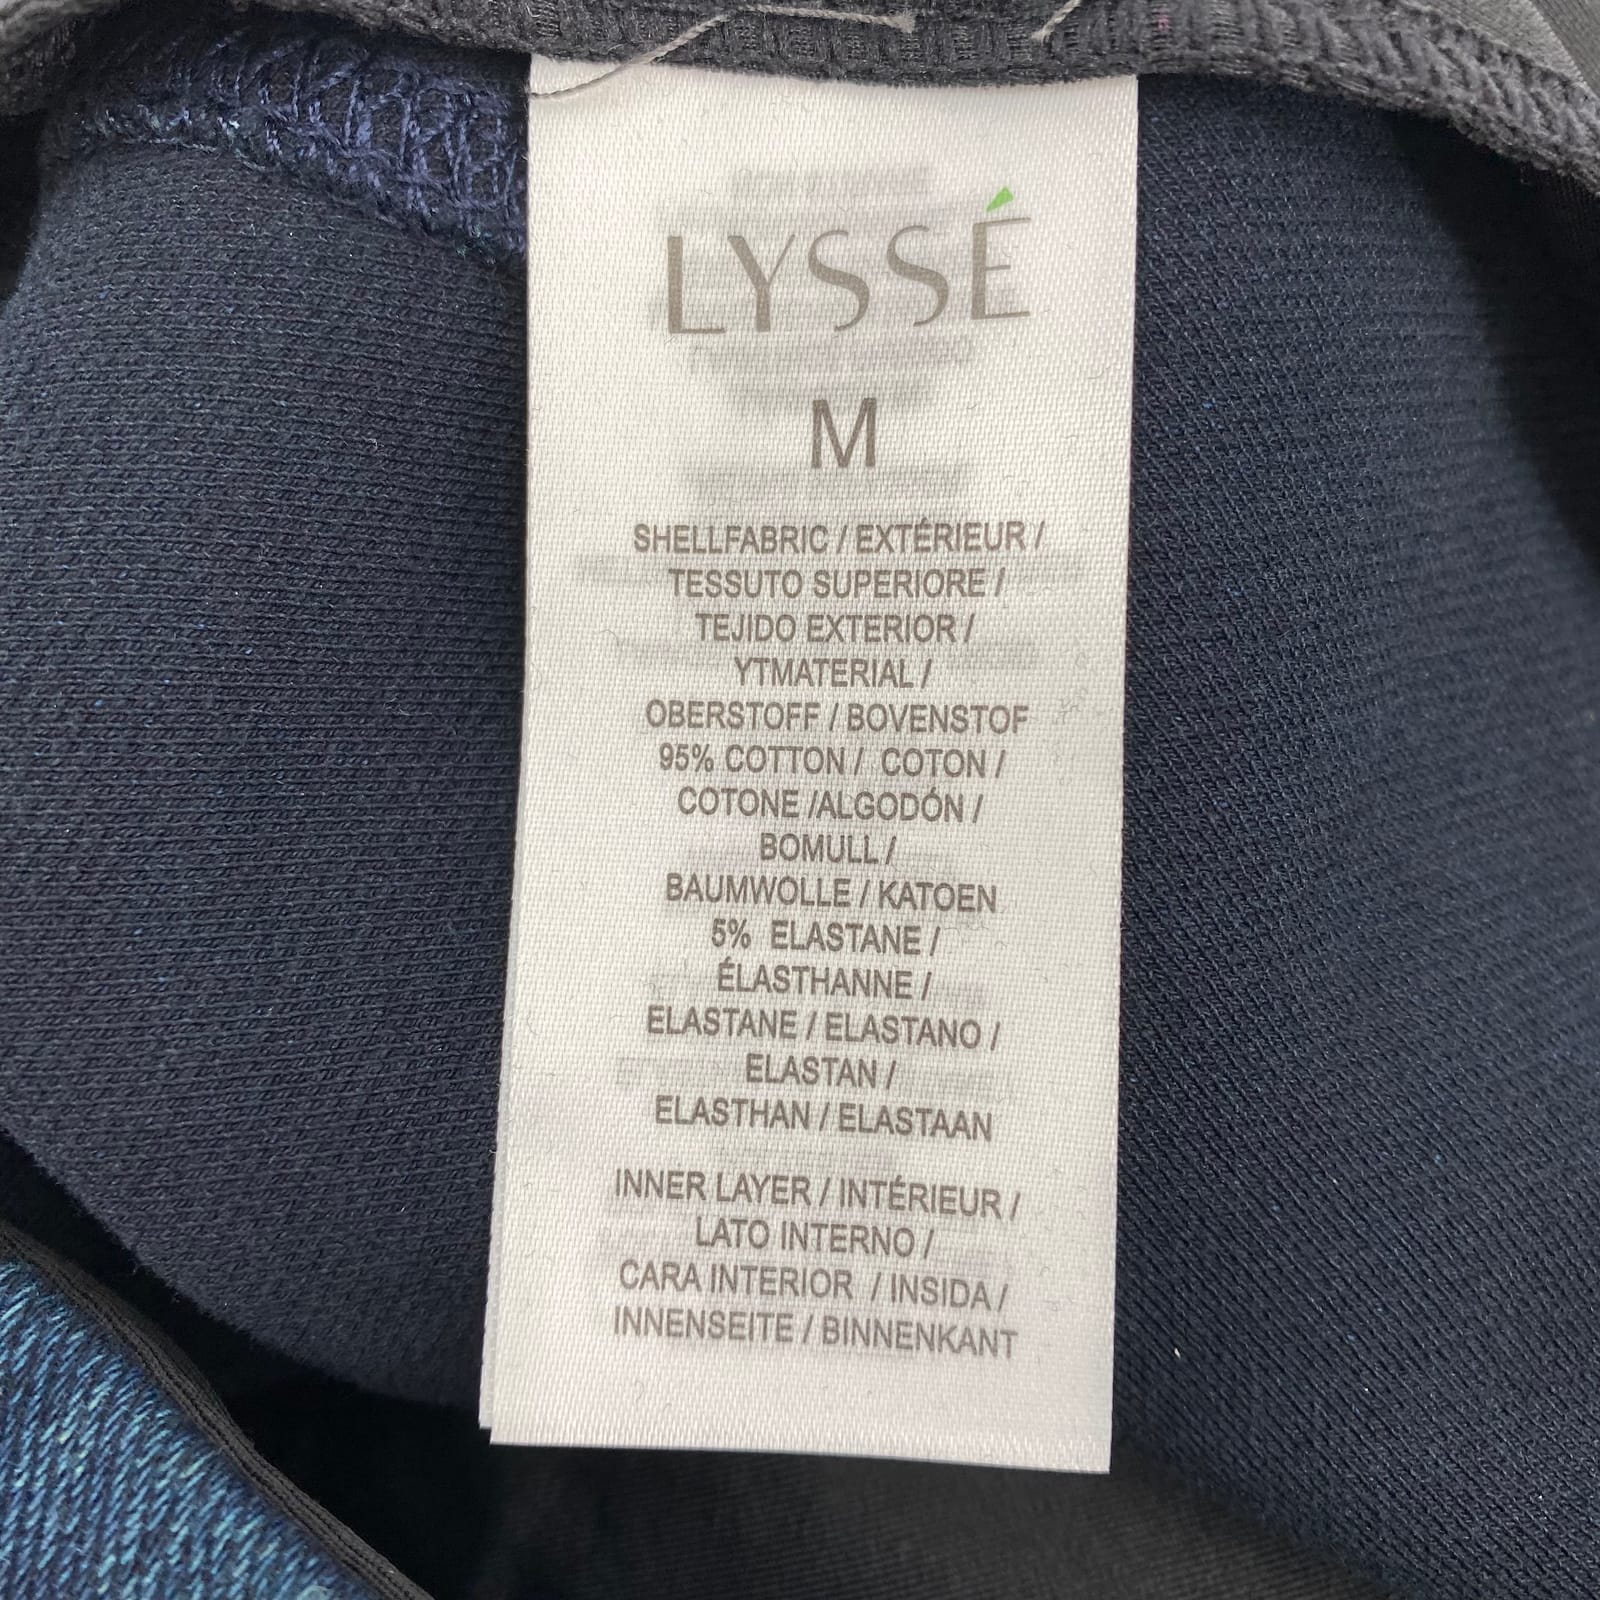 LYSSÉ
M
SHELLFABRIC / EXTÉRIEUR /
TESSUTO SUPERIORE /
TEJIDO EXTERIOR /
YTMATERIAL /
OBERSTOFF / BOVENSTOF
95% COTTON / COTON /
COTONE /ALGODÓN /
BOMULL /
BAUMWOLLE / KATOEN
5% ELASTANE /
ÉLASTHANNE /
ELASTANE / ELASTANO /
ELASTAN /
ELASTHAN / ELASTAAN
INNER LAYER / INTÉRIEUR /
LATO INTERNO /
CARA INTERIOR / INSIDA /
INNENSEITE / BINNENKANT